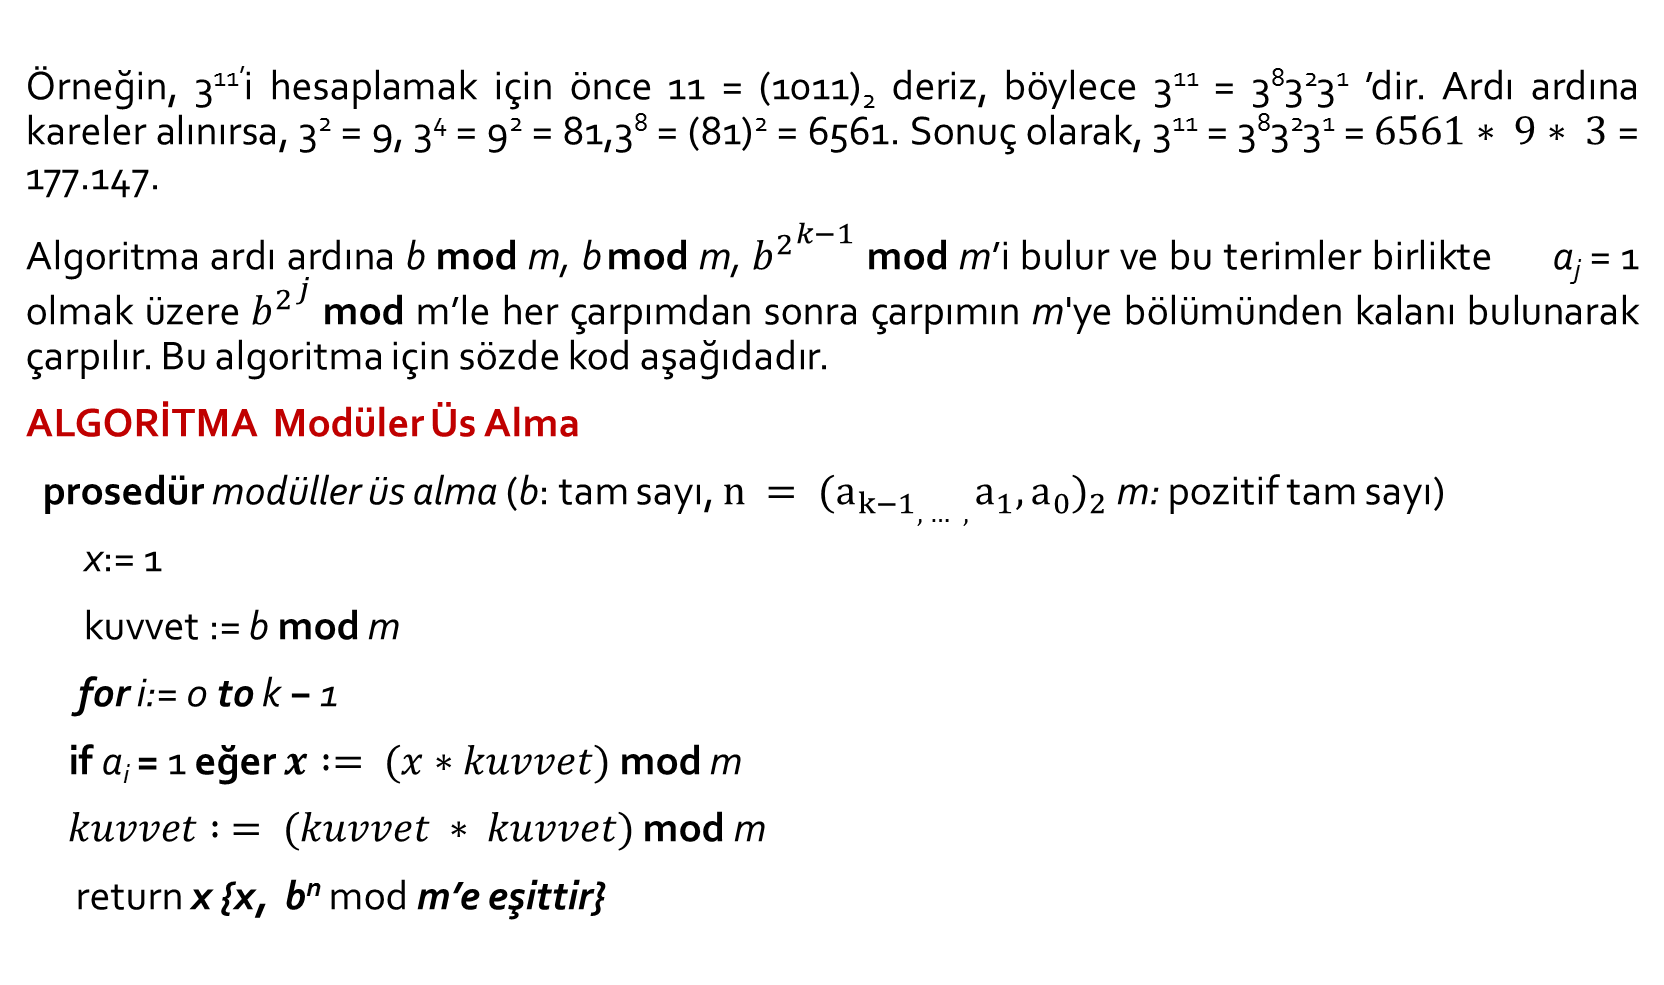 Örneğin, 3¹¹’i hesaplamak için önce 11 = (1011)₂ deriz, böylece 3¹¹ = 3⁸3²3¹ ’dir. Ardı ardına
kareler alınırsa, 3² = 9, 3⁴ = 9² = 81,3⁸ = (81)² = 6561. Sonuç olarak, 3¹¹ = 3⁸3²3¹ = 6561 ∗ 9 ∗ 3 =
177.147.
Algoritma ardı ardına b mod m, b mod m, b^{2^{k−1}} mod m’i bulur ve bu terimler birlikte a_j = 1
olmak üzere b^{2^j} mod m’le her çarpımdan sonra çarpımın m'ye bölümünden kalanı bulunarak
çarpılır. Bu algoritma için sözde kod aşağıdadır.
ALGORİTMA Modüler Üs Alma
prosedür modüller üs alma (b: tam sayı, n = (a_{k−1}, … , a₁, a₀)₂ m: pozitif tam sayı)
x:= 1
kuvvet := b mod m
for i:= 0 to k – 1
if a_i = 1 eğer x := (x ∗ kuvvet) mod m
kuvvet : = (kuvvet ∗ kuvvet) mod m
return x {x, bⁿ mod m’e eşittir}